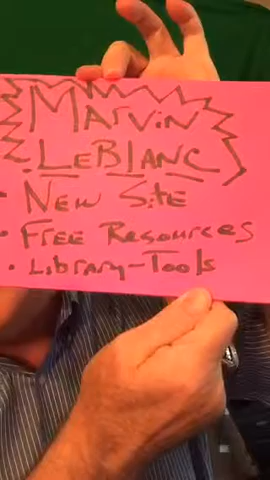 Marvin
LeBlanc
- New Site
• Free Resources
• Library-Tools